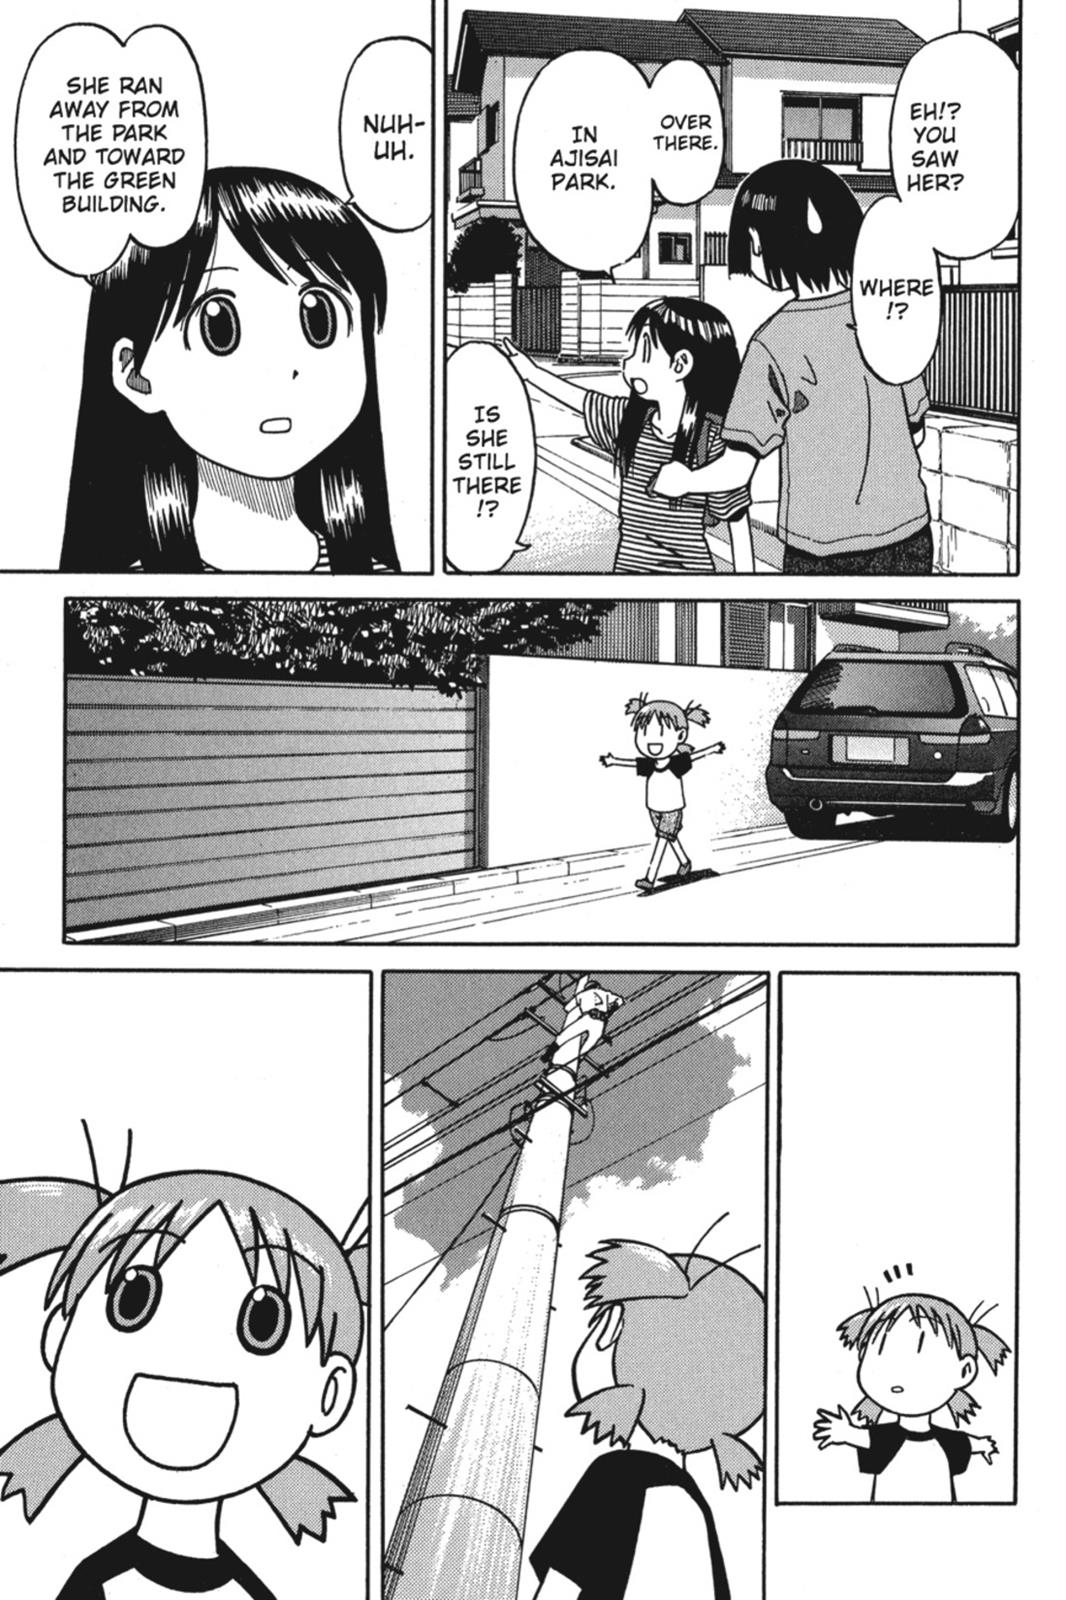 EH!?
YOU
SAW
HER?
WHERE
!?
OVER
THERE.
IN
AJISAI
PARK.
IS
SHE
STILL
THERE
!?
NUH-
UH.
SHE RAN
AWAY FROM
THE PARK
AND TOWARD
THE GREEN
BUILDING.